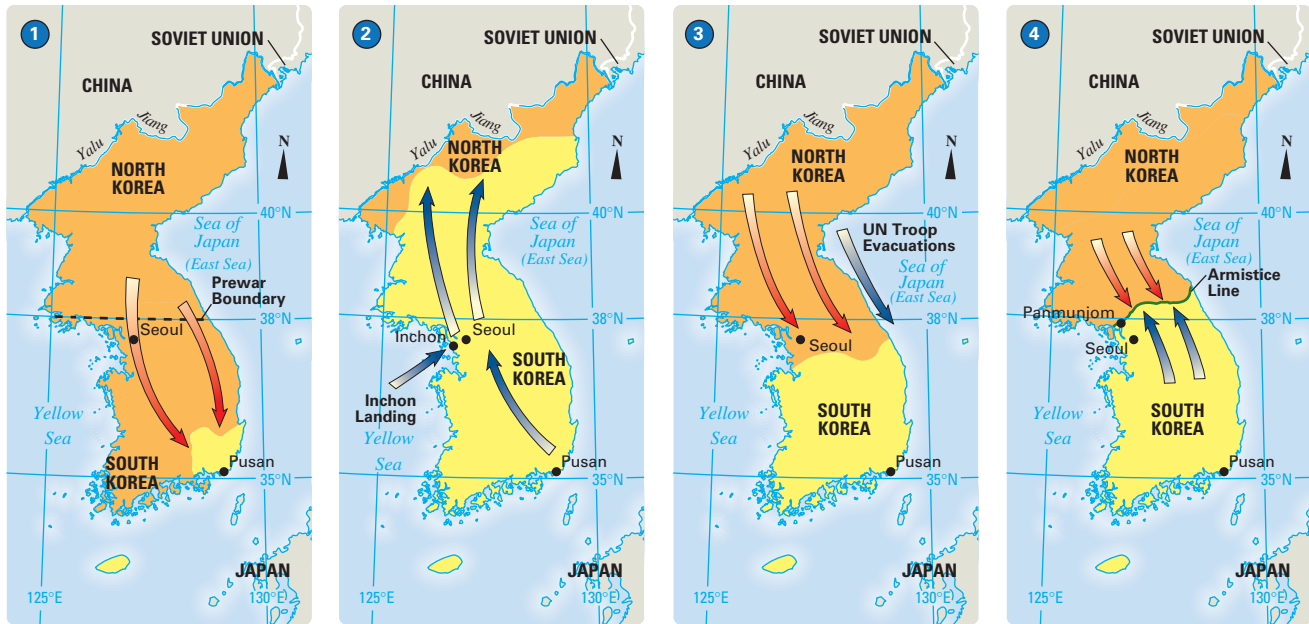 1
SOVIET UNION
CHINA
Yalu
Jiang
NORTH
KOREA
N
40°N
Sea of
Japan
(East Sea)
Prewar
Boundary
38°N
Seoul
Yellow
Sea
SOUTH
KOREA
Pusan
35°N
JAPAN
125°E
130°E
2
SOVIET UNION
CHINA
Yalu
Jiang
NORTH
KOREA
N
40°N
Sea of
Japan
(East Sea)
38°N
Inchon
Seoul
SOUTH
KOREA
Inchon
Landing
Yellow
Sea
Pusan
35°N
JAPAN
125°E
130°E
3
SOVIET UNION
CHINA
Yalu
Jiang
NORTH
KOREA
N
40°N
UN Troop
Evacuations
Sea of
Japan
(East Sea)
38°N
Seoul
Yellow
Sea
SOUTH
KOREA
Pusan
35°N
JAPAN
125°E
130°E
4
SOVIET UNION
CHINA
Yalu
Jiang
NORTH
KOREA
N
40°N
Sea of
Japan
(East Sea)
Armistice
Line
Panmunjom
38°N
Seoul
Yellow
Sea
SOUTH
KOREA
Pusan
35°N
JAPAN
125°E
130°E